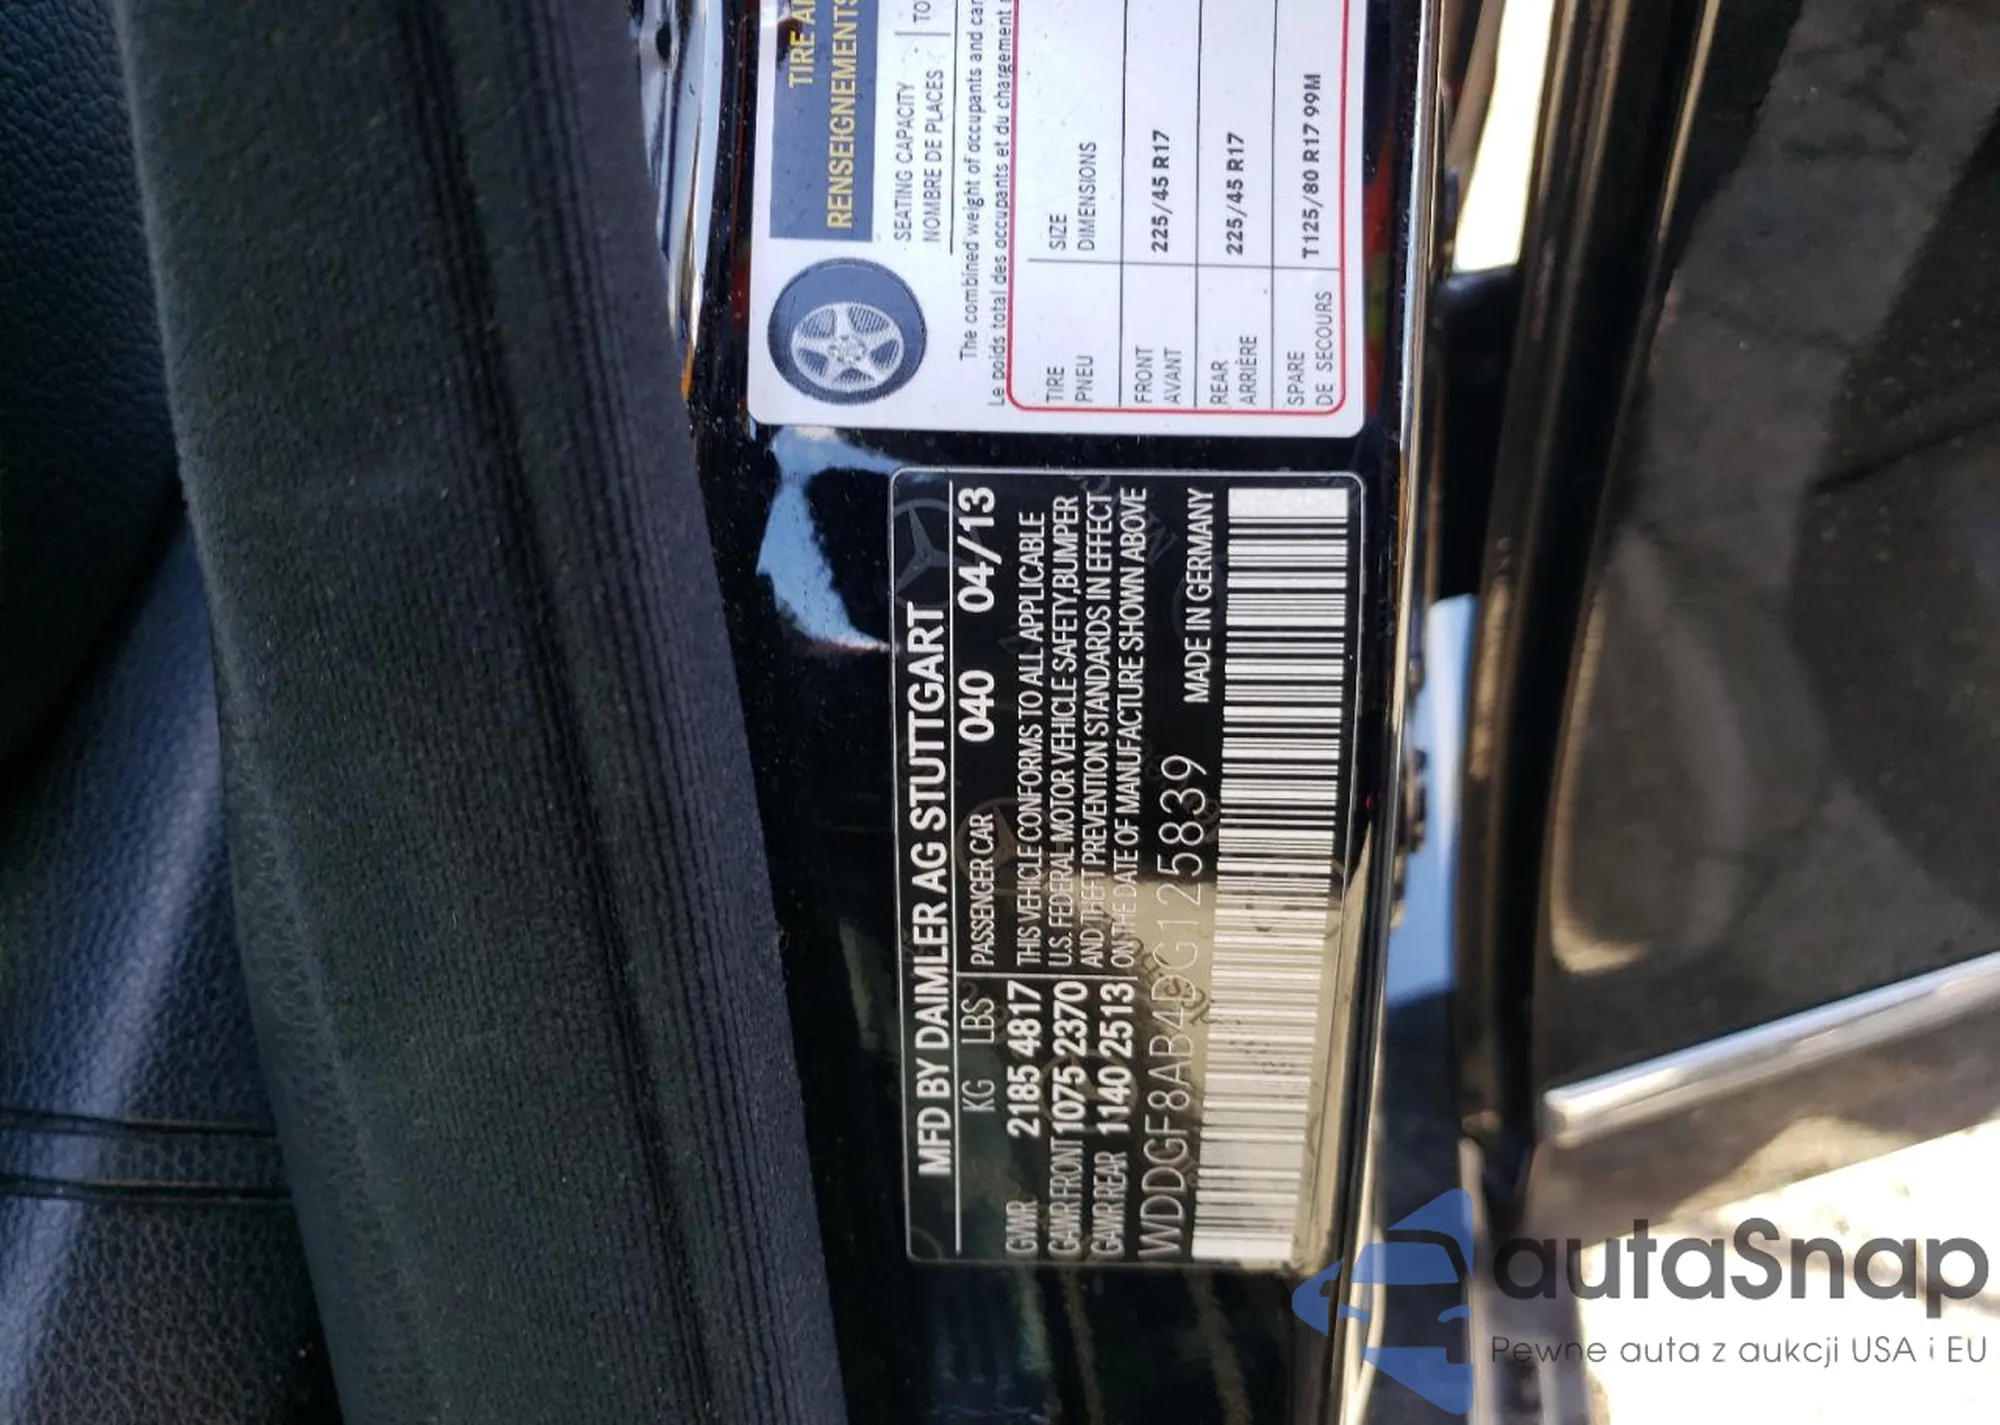 TIRE
RENSEIGNEMENTS
SEATING CAPACITY
NOMBRE DE PLACES
TO
The combined weight of occupants and
Le poids total des occupants et du chargement
TIRE SIZE
PNEU DIMENSIONS
FRONT 225/45 R17
AVANT
REAR 225/45 R17
ARRIÈRE
SPARE T125/80 R17 99M
DE SECOURS
MFD BY DAIMLER AG STUTTGART
KG LBS PASSENGER CAR 040 04/13
GVWR 2185 4817 THIS VEHICLE CONFORMS TO ALL APPLICABLE
GAWR FRONT 1075 2370 U.S. FEDERAL MOTOR VEHICLE SAFETY,BUMPER
GAWR REAR 1140 2513 AND THEFT PREVENTION STANDARDS IN EFFECT
ON THE DATE OF MANUFACTURE SHOWN ABOVE
WDDGF8AB4DG125839 MADE IN GERMANY
autaSnap
Pewne auta z aukcji USA i EU